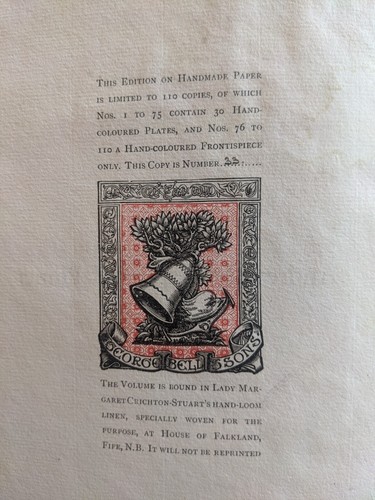 This Edition on Handmade Paper
is limited to 110 copies, of which
Nos. 1 to 75 contain 30 Hand-
coloured Plates, and Nos. 76 to
110 a Hand-coloured Frontispiece
only. This Copy is Number
GEORGE BELL & SONS
The Volume is bound in Lady Mar-
garet Crichton-Stuart's hand-loom
linen, specially woven for the
purpose, at House of Falkland,
Fife, N.B. It will not be reprinted